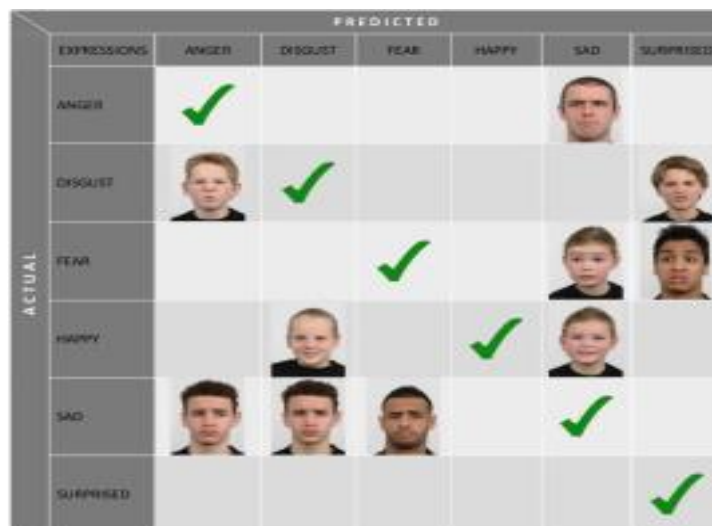 PREDICTED
EXPRESSIONS ANGER DISGUST FEAR HAPPY SAD SURPRISED
ANGER
DISGUST
FEAR
HAPPY
SAD
SURPRISED
ACTUAL